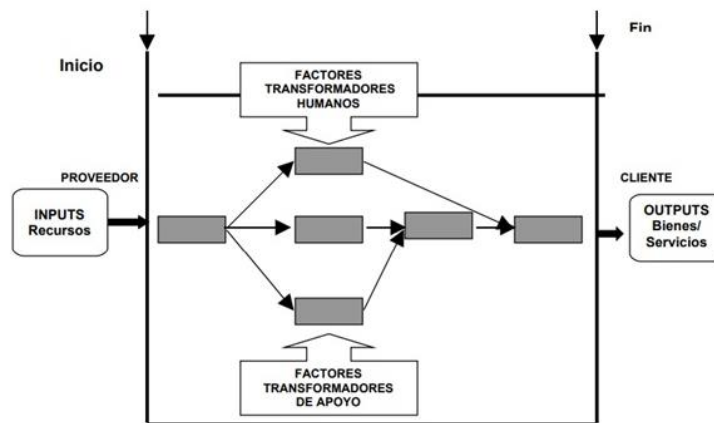 Fin
Inicio
FACTORES
TRANSFORMADORES
HUMANOS
PROVEEDOR
CLIENTE
INPUTS
Recursos
OUTPUTS
Bienes/
Servicios
FACTORES
TRANSFORMADORES
DE APOYO